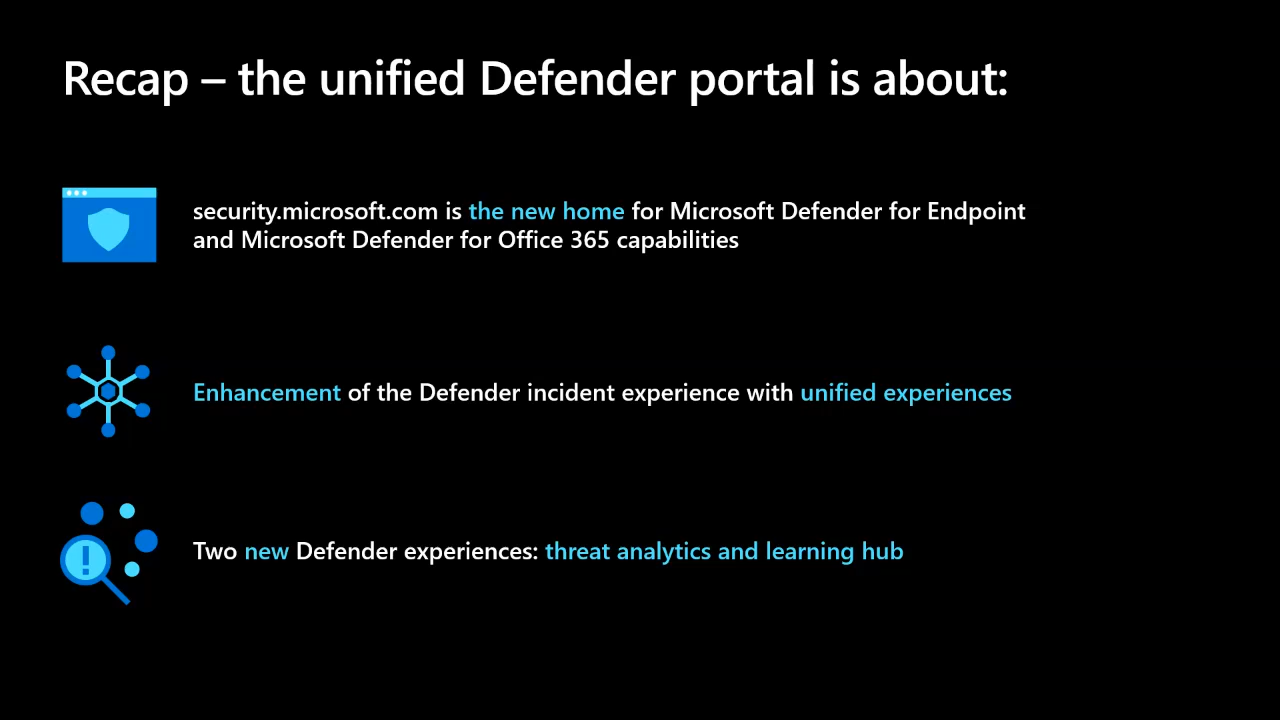 Recap – the unified Defender portal is about:
security.microsoft.com is the new home for Microsoft Defender for Endpoint
and Microsoft Defender for Office 365 capabilities
Enhancement of the Defender incident experience with unified experiences
Two new Defender experiences: threat analytics and learning hub